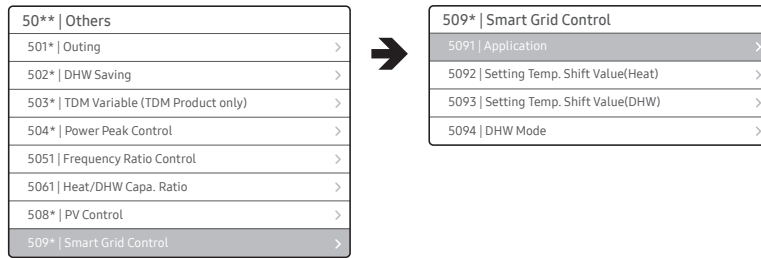 50** | Others
501* | Outing
502* | DHW Saving
503* | TDM Variable (TDM Product only)
504* | Power Peak Control
5051 | Frequency Ratio Control
5061 | Heat/DHW Capa. Ratio
508* | PV Control
509* | Smart Grid Control
509* | Smart Grid Control
5091 | Application
5092 | Setting Temp. Shift Value(Heat)
5093 | Setting Temp. Shift Value(DHW)
5094 | DHW Mode